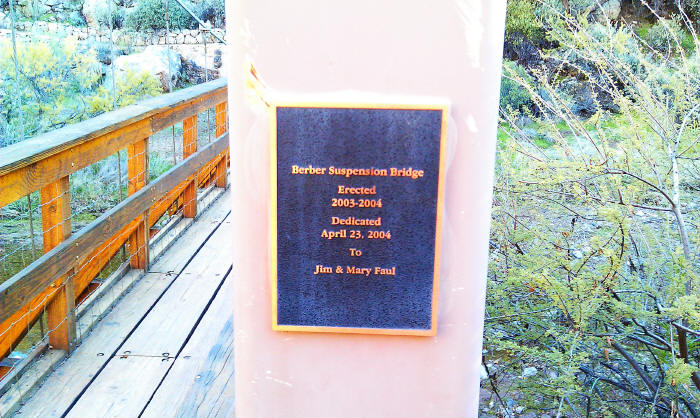 Berber Suspension Bridge
Erected
2003-2004
Dedicated
April 23, 2004
To
Jim & Mary Faul